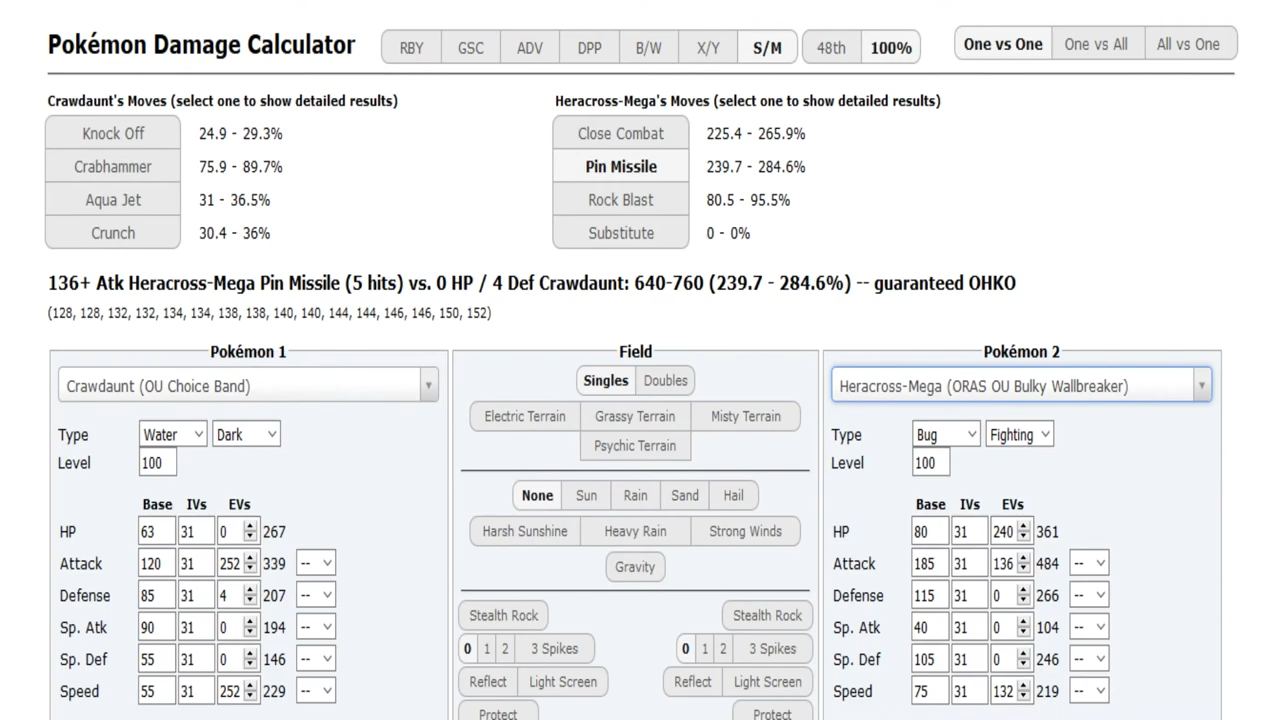 Pokémon Damage Calculator RBY GSC ADV DPP B/W X/Y S/M 48th 100% One vs One One vs All All vs One
Crawdaunt's Moves (select one to show detailed results) Heracross-Mega's Moves (select one to show detailed results)
Knock Off 24.9 - 29.3% Close Combat 225.4 - 265.9%
Crabhammer 75.9 - 89.7% Pin Missile 239.7 - 284.6%
Aqua Jet 31 - 36.5% Rock Blast 80.5 - 95.5%
Crunch 30.4 - 36% Substitute 0 - 0%
136+ Atk Heracross-Mega Pin Missile (5 hits) vs. 0 HP / 4 Def Crawdaunt: 640-760 (239.7 - 284.6%) -- guaranteed OHKO
(128, 128, 132, 132, 134, 134, 138, 138, 140, 140, 144, 144, 146, 146, 150, 152)
Pokémon 1 Field Pokémon 2
Crawdaunt (OU Choice Band) Singles Doubles Heracross-Mega (ORAS OU Bulky Wallbreaker)
Electric Terrain Grassy Terrain Misty Terrain
Type Water Dark Psychic Terrain Type Bug Fighting
Level 100 Level 100
None Sun Rain Sand Hail
Base IVs EVs Base IVs EVs
HP 63 31 0 267 Harsh Sunshine Heavy Rain Strong Winds HP 80 31 240 361
Attack 120 31 252 339 -- Gravity Attack 185 31 136 484 --
Defense 85 31 4 207 -- Defense 115 31 0 266 --
Stealth Rock Stealth Rock
Sp. Atk 90 31 0 194 -- Sp. Atk 40 31 0 104 --
0 1 2 3 Spikes 0 1 2 3 Spikes
Sp. Def 55 31 0 146 -- Sp. Def 105 31 0 246 --
Reflect Light Screen Reflect Light Screen
Speed 55 31 252 229 -- Speed 75 31 132 219 --
Protect Protect